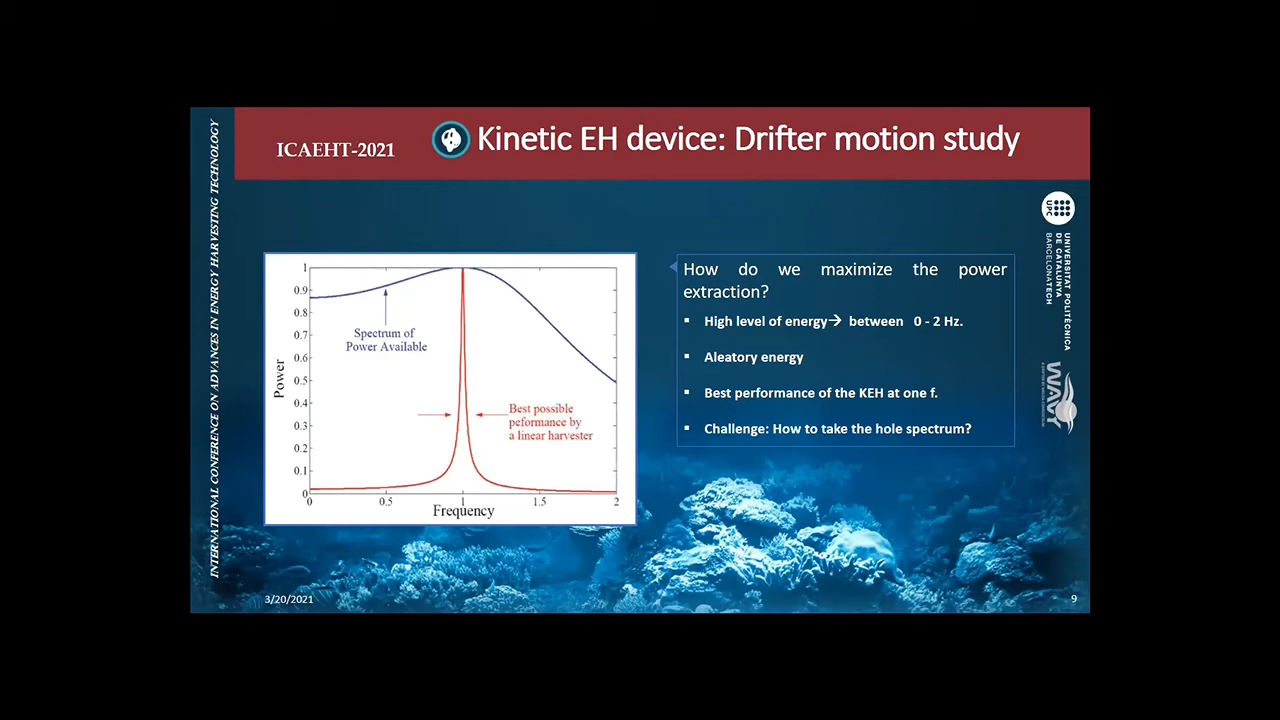 INTERNATIONAL CONFERENCE ON ADVANCES IN ENERGY HARVESTING TECHNOLOGY
ICAEHT-2021
Kinetic EH device: Drifter motion study
1
0.9
0.8
0.7
0.6
0.5
0.4
0.3
0.2
0.1
0
Power
Spectrum of
Power Available
Best possible
peformance by
a linear harvester
0
0.5
1
1.5
2
Frequency
How do we maximize the power
extraction?
▪ High level of energy→ between 0 - 2 Hz.
▪ Aleatory energy
▪ Best performance of the KEH at one f.
▪ Challenge: How to take the hole spectrum?
UPC
UNIVERSITAT POLITÈCNICA
DE CATALUNYA
BARCELONATECH
WAVY
3/20/2021
9